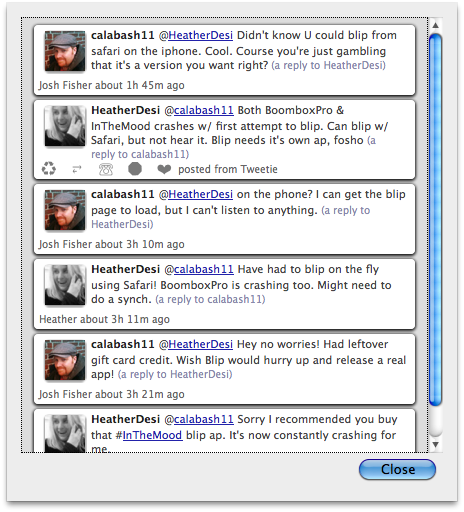 calabash11 @HeatherDesi Didn't know U could blip from
safari on the iphone. Cool. Course you're just gambling
that it's a version you want right? (a reply to HeatherDesi)
Josh Fisher about 1h 45m ago
HeatherDesi @calabash11 Both BoomboxPro &
InTheMood crashes w/ first attempt to blip. Can blip w/
Safari, but not hear it. Blip needs it's own ap, fosho (a
reply to calabash11)
posted from Tweetie
calabash11 @HeatherDesi on the phone? I can get the blip
page to load, but I can't listen to anything. (a reply to
HeatherDesi)
Josh Fisher about 3h 10m ago
HeatherDesi @calabash11 Have had to blip on the fly
using Safari! BoomboxPro is crashing too. Might need to
do a synch. (a reply to calabash11)
Heather about 3h 11m ago
calabash11 @HeatherDesi Hey no worries! Had leftover
gift card credit. Wish Blip would hurry up and release a real
app! (a reply to HeatherDesi)
Josh Fisher about 3h 21m ago
HeatherDesi @calabash11 Sorry I recommended you buy
that #InTheMood blip ap. It's now constantly crashing for
me.
Close